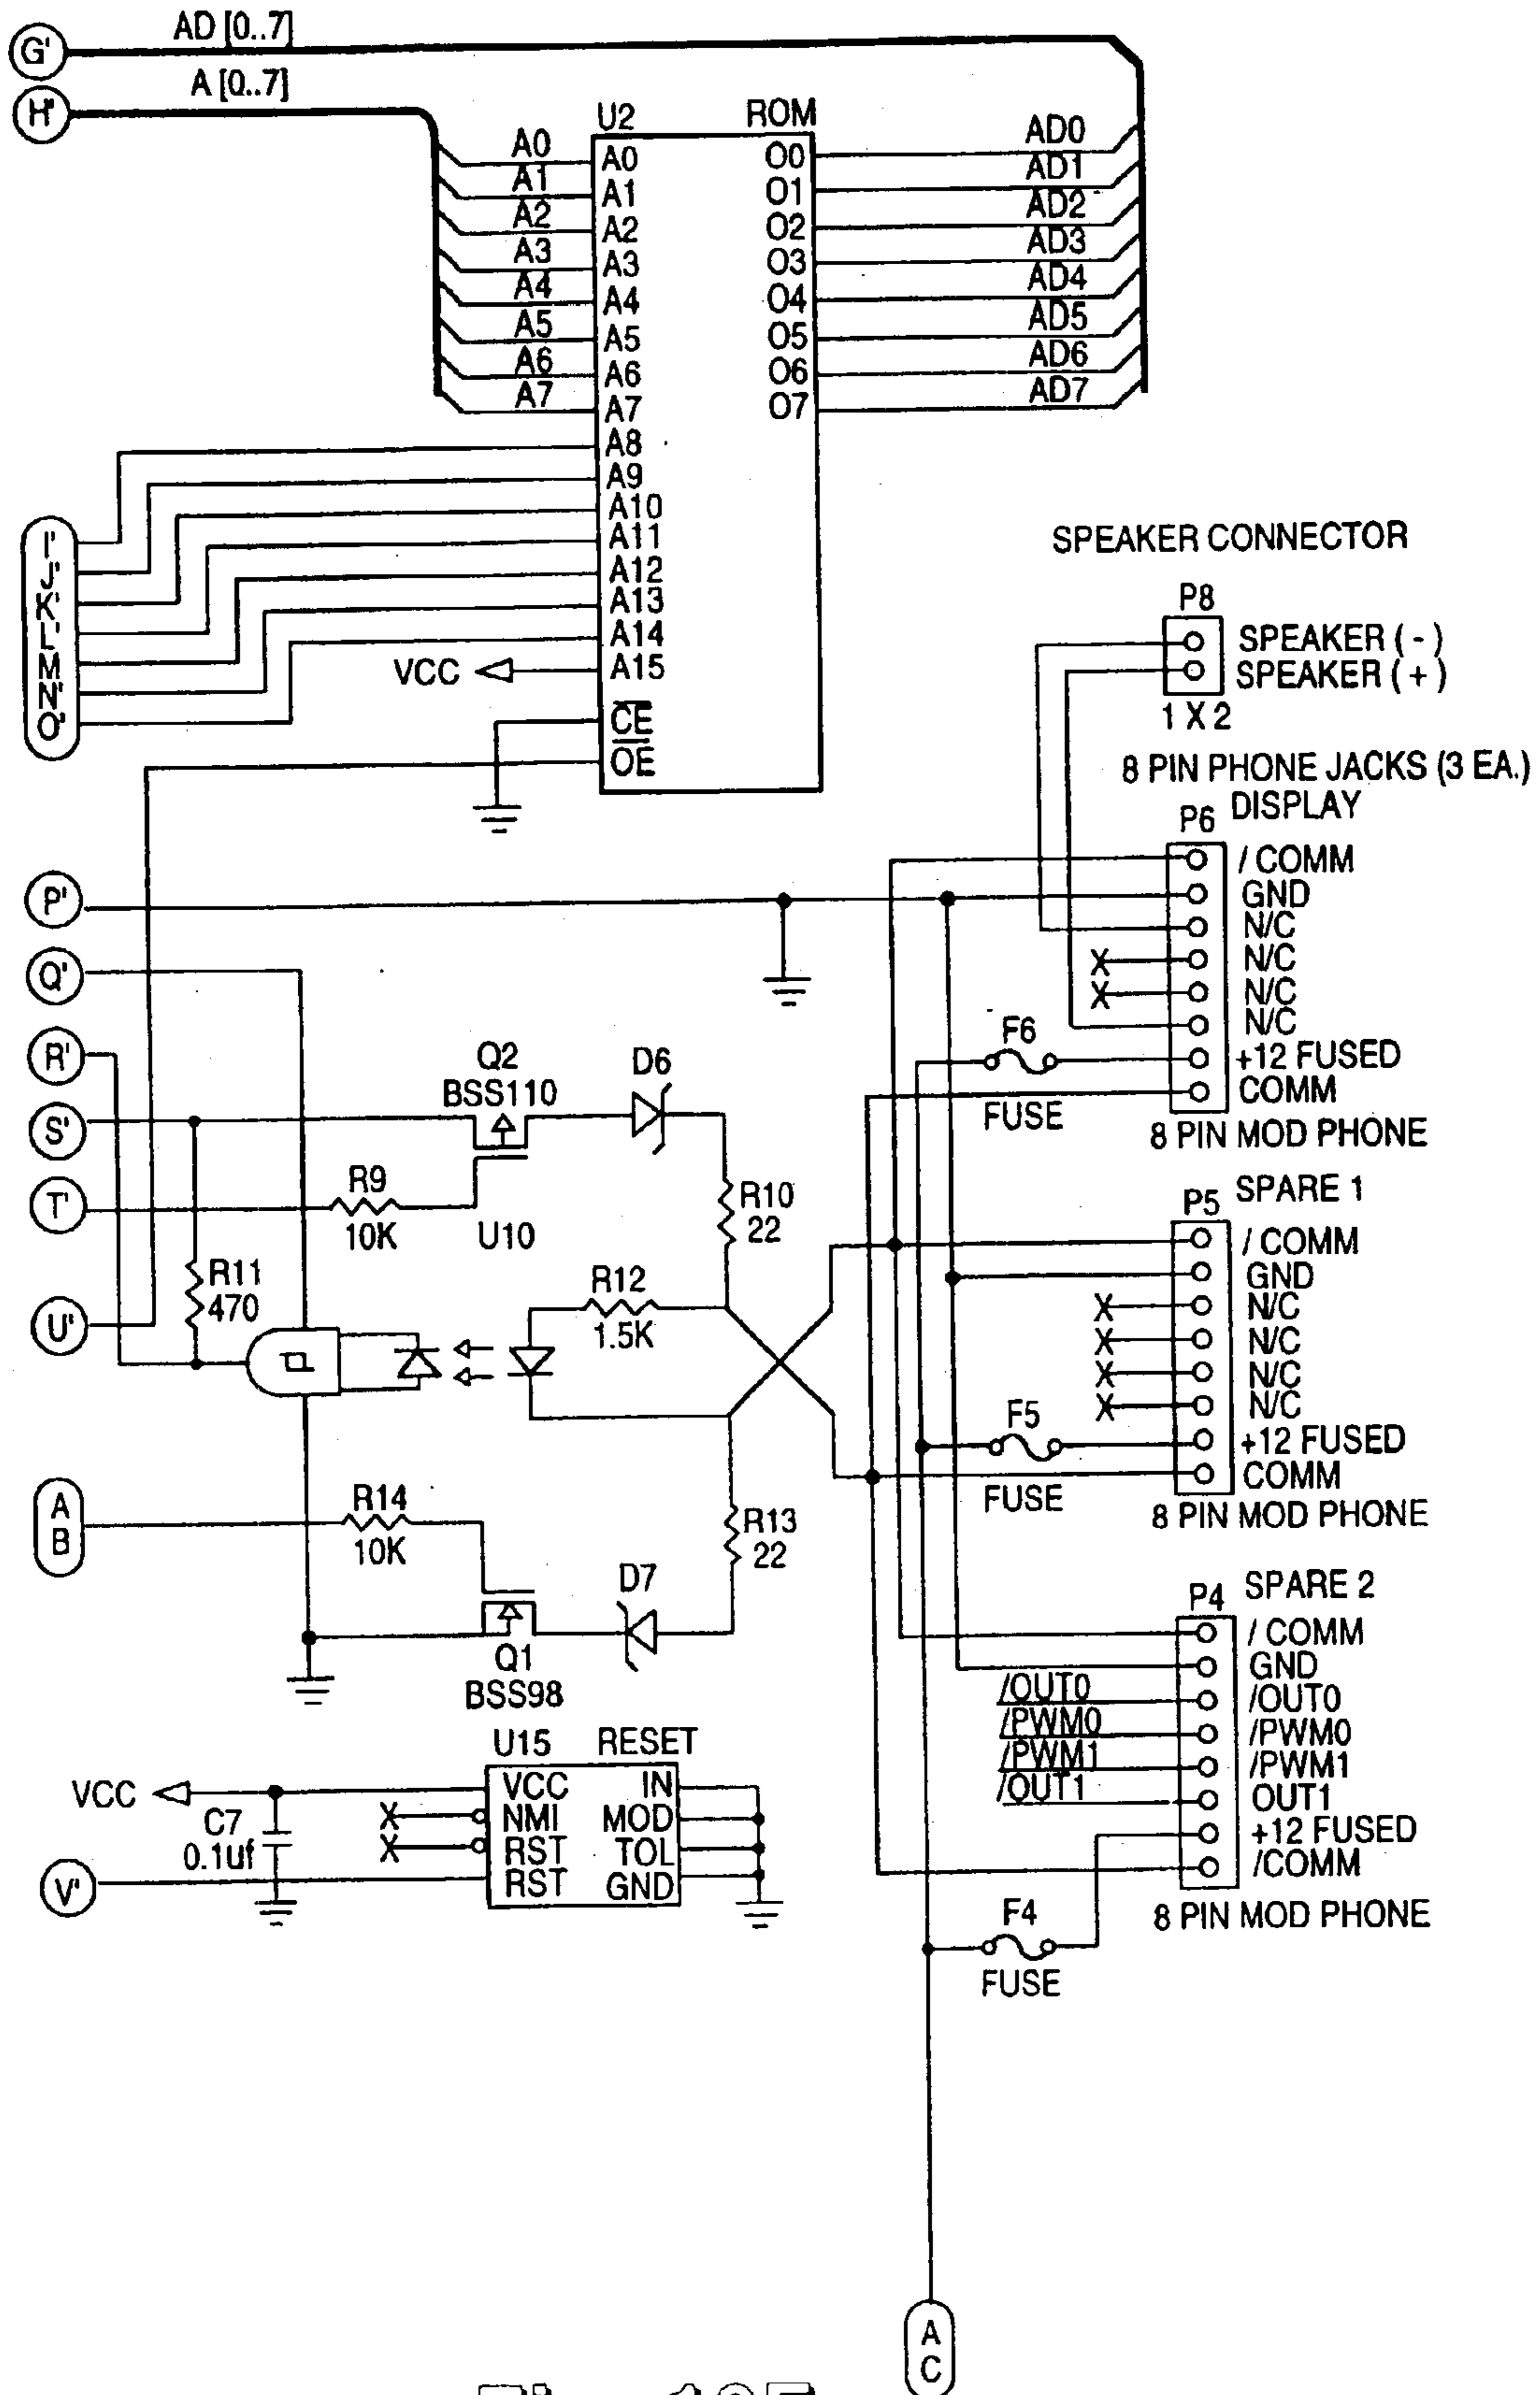 AD [0..7]
G'
A [0..7]
H'
U2 ROM
A0 A0 O0 AD0
A1 A1 O1 AD1
A2 A2 O2 AD2
A3 A3 O3 AD3
A4 A4 O4 AD4
A5 A5 O5 AD5
A6 A6 O6 AD6
A7 A7 O7 AD7
A8
A9
A10
A11
A12
A13
A14
VCC A15
CE
OE
I'
J'
K'
L'
M
N'
O'
SPEAKER CONNECTOR
P8
SPEAKER ( - )
SPEAKER ( + )
1 X 2
8 PIN PHONE JACKS (3 EA.)
P6 DISPLAY
/ COMM
GND
N/C
X N/C
X N/C
N/C
F6 +12 FUSED
FUSE COMM
8 PIN MOD PHONE
P'
Q'
R'
S'
T'
U'
Q2
BSS110
D6
R9
10K
U10
R10
22
R11
470
R12
1.5K
P5 SPARE 1
/ COMM
GND
X N/C
X N/C
X N/C
X N/C
F5 +12 FUSED
FUSE COMM
8 PIN MOD PHONE
A
B
R14
10K
R13
22
D7
Q1
BSS98
P4 SPARE 2
/ COMM
GND
/OUT0 /OUT0
/PWM0 /PWM0
/PWM1 /PWM1
/OUT1 OUT1
+12 FUSED
/COMM
8 PIN MOD PHONE
F4
FUSE
U15 RESET
VCC VCC IN
X NMI MOD
X RST TOL
RST GND
C7
0.1uf
V'
A
C